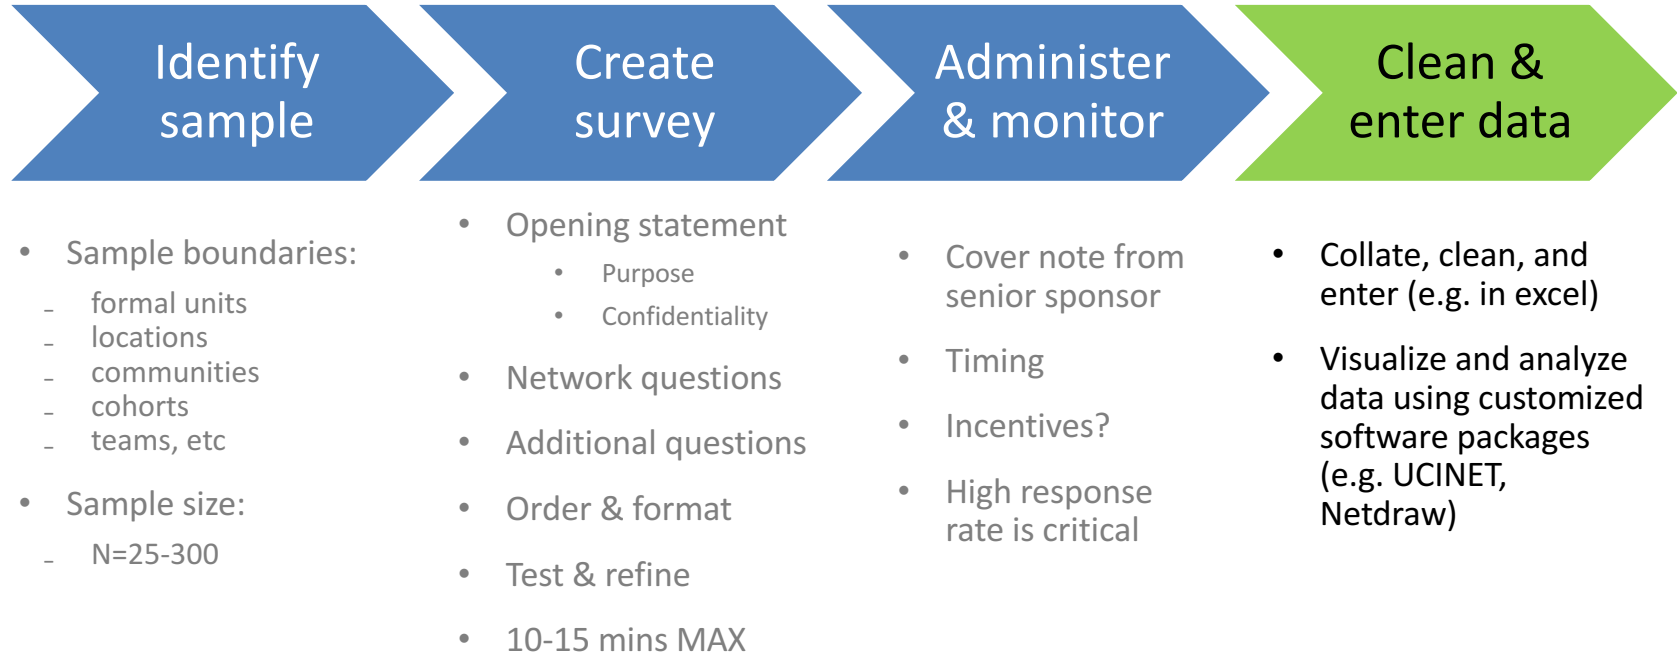 Identify
sample
Create
survey
Administer
& monitor
Clean &
enter data
• Sample boundaries:
- formal units
- locations
- communities
- cohorts
- teams, etc
• Sample size:
- N=25-300
• Opening statement
• Purpose
• Confidentiality
• Network questions
• Additional questions
• Order & format
• Test & refine
• 10-15 mins MAX
• Cover note from
senior sponsor
• Timing
• Incentives?
• High response
rate is critical
• Collate, clean, and
enter (e.g. in excel)
• Visualize and analyze
data using customized
software packages
(e.g. UCINET,
Netdraw)